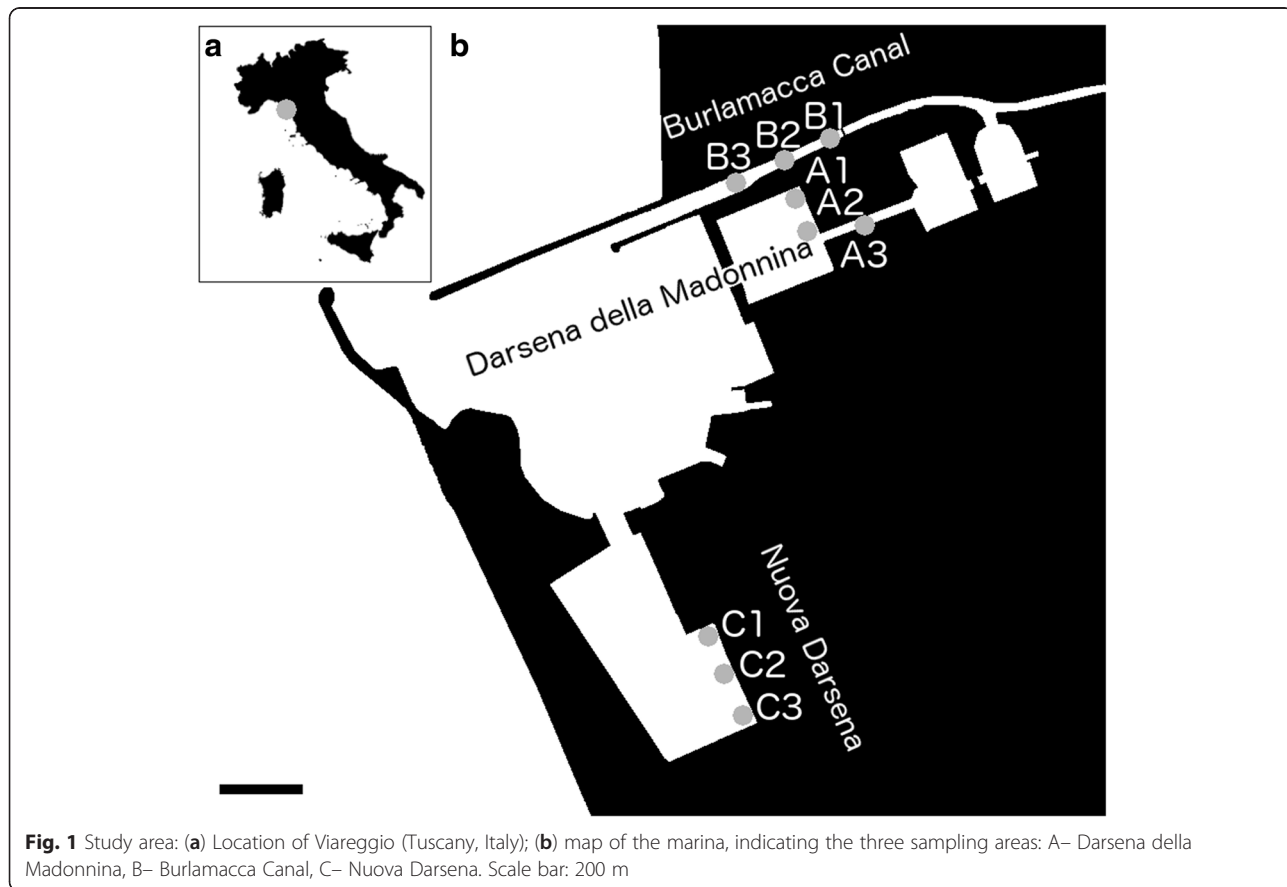 a
b
Burlamacca Canal
B1
B2
B3
A1
A2
A3
Darsena della Madonnina
C1
C2
C3
Nuova Darsena
Fig. 1 Study area: (a) Location of Viareggio (Tuscany, Italy); (b) map of the marina, indicating the three sampling areas: A– Darsena della
Madonnina, B– Burlamacca Canal, C– Nuova Darsena. Scale bar: 200 m